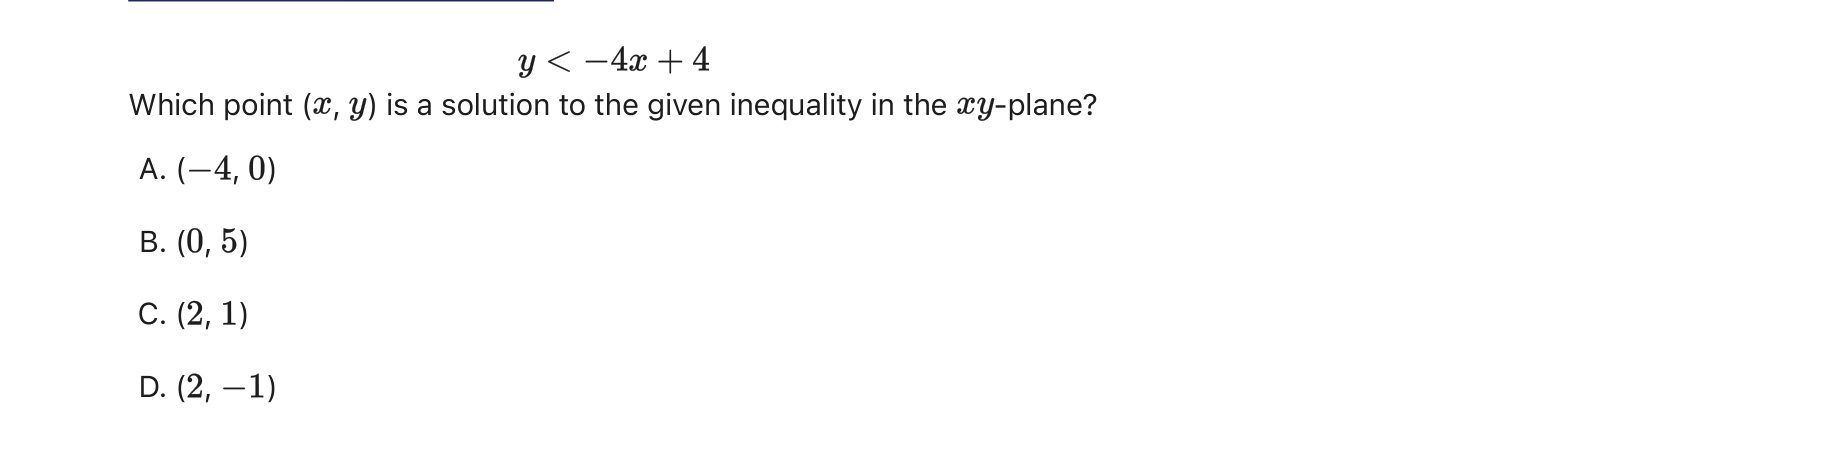 y < −4x + 4
Which point (x, y) is a solution to the given inequality in the xy-plane?
A. (−4, 0)
B. (0, 5)
C. (2, 1)
D. (2, −1)